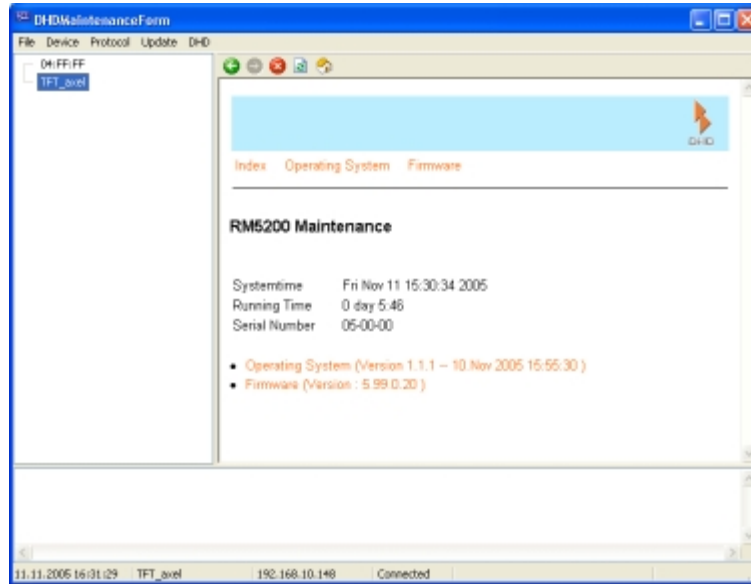 DHDMaintenanceForm
File Device Protocol Update DHD
04:FF:FF
TFT_axel
DHD
Index Operating System Firmware
RM5200 Maintenance
Systemtime Fri Nov 11 15:30:34 2005
Running Time 0 day 5:46
Serial Number 05-00-00
Operating System (Version 1.1.1 -- 10.Nov 2005 15:55:30 )
Firmware (Version : 5.99.0.20 )
11.11.2005 16:31:29 TFT_axel 192.168.10.148 Connected